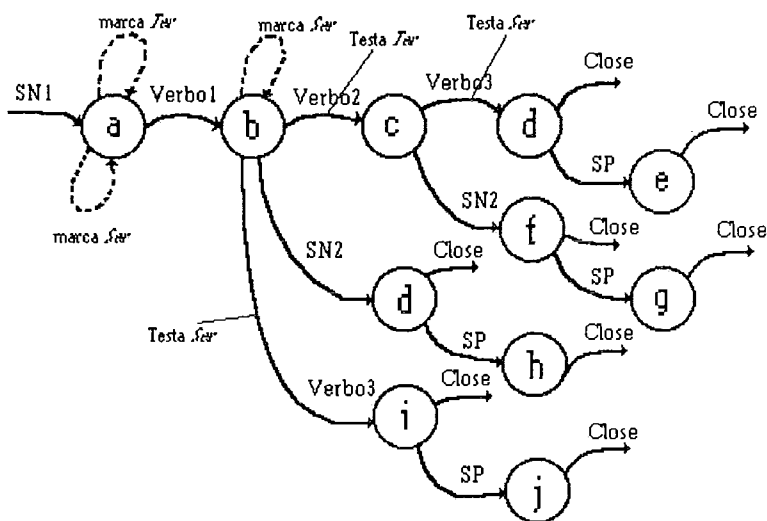 marca Ter
marca Ser
Testa Ter
Testa Ser
Close
SN1
Verbo1
Verbo2
Verbo3
a
b
c
d
Close
SP
e
marca Ser
SN2
f
Close
SN2
Close
SP
g
Close
d
Testa Ser
SP
h
Close
Verbo3
Close
i
Close
SP
j